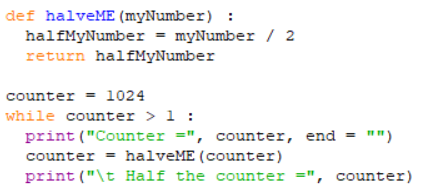 def halveME(myNumber) :
  halfMyNumber = myNumber / 2
  return halfMyNumber

counter = 1024
while counter > 1 :
  print("Counter =", counter, end = "")
  counter = halveME(counter)
  print("\t Half the counter =", counter)